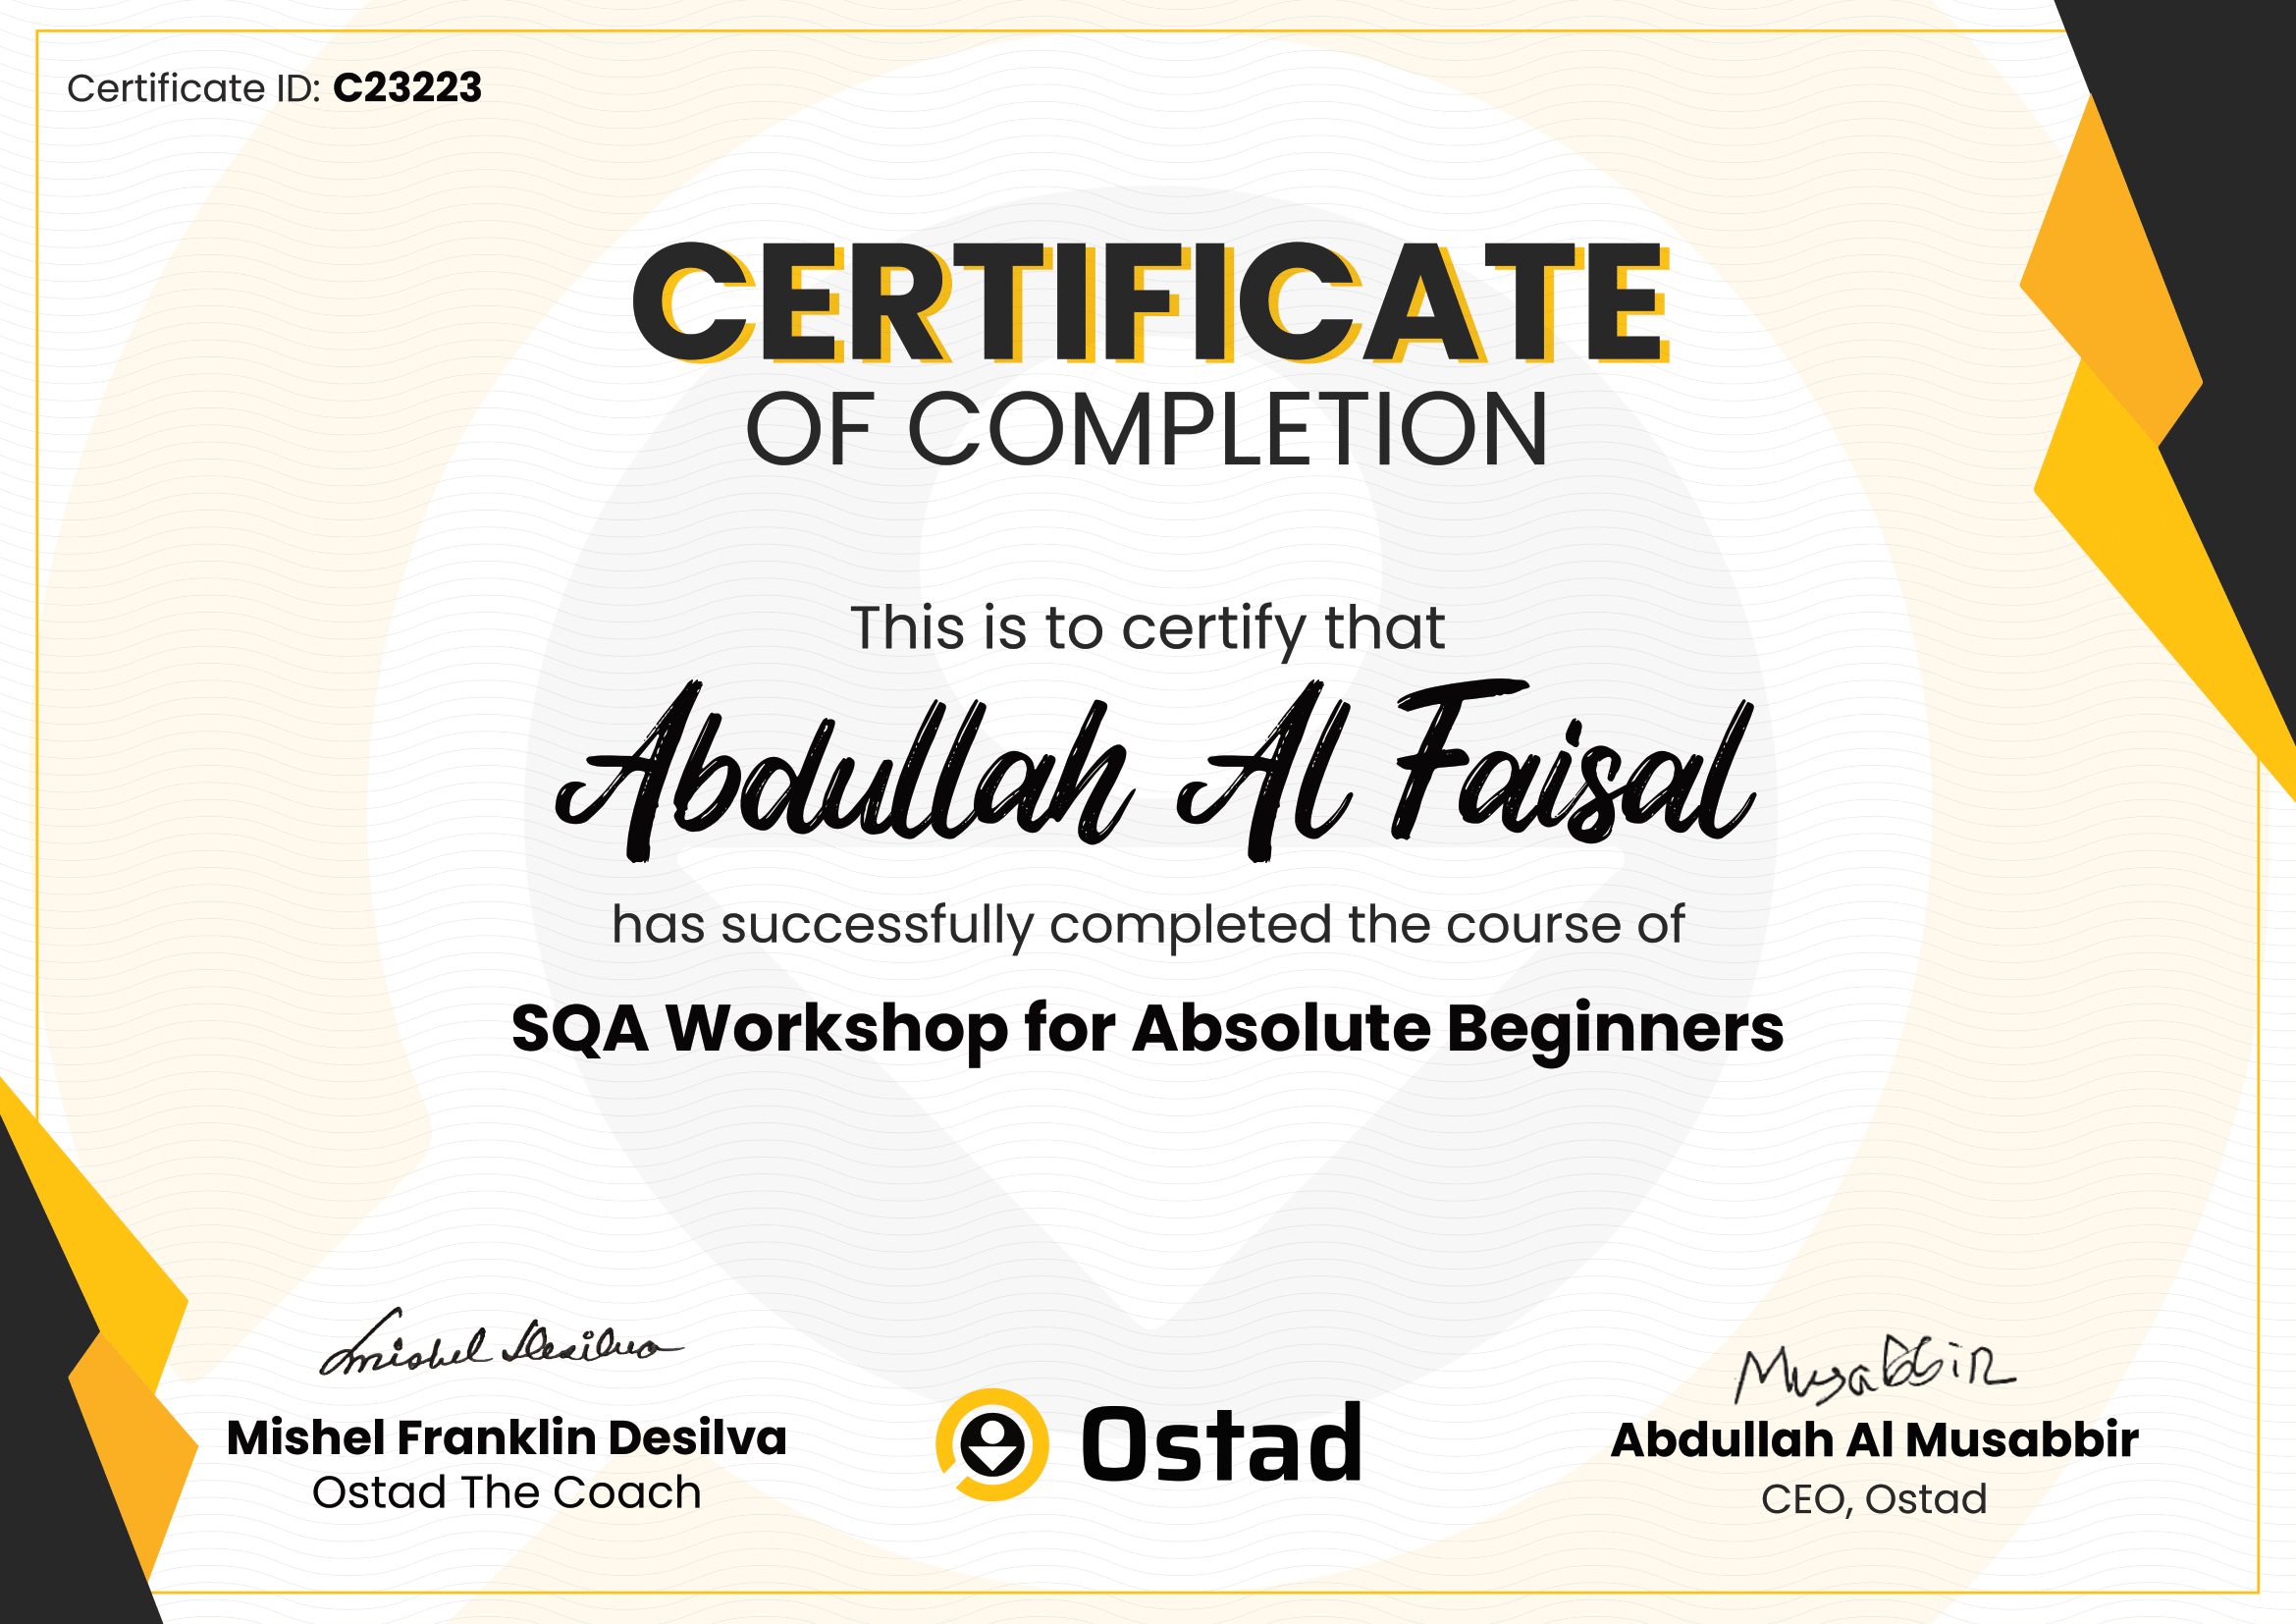 Certificate ID: C23223
CERTIFICATE
OF COMPLETION
This is to certify that
Abdullah Al Faisal
has successfully completed the course of
SQA Workshop for Absolute Beginners
Mishel Desilva
Mishel Franklin Desilva
Ostad The Coach
Ostad
Musabbir
Abdullah Al Musabbir
CEO, Ostad